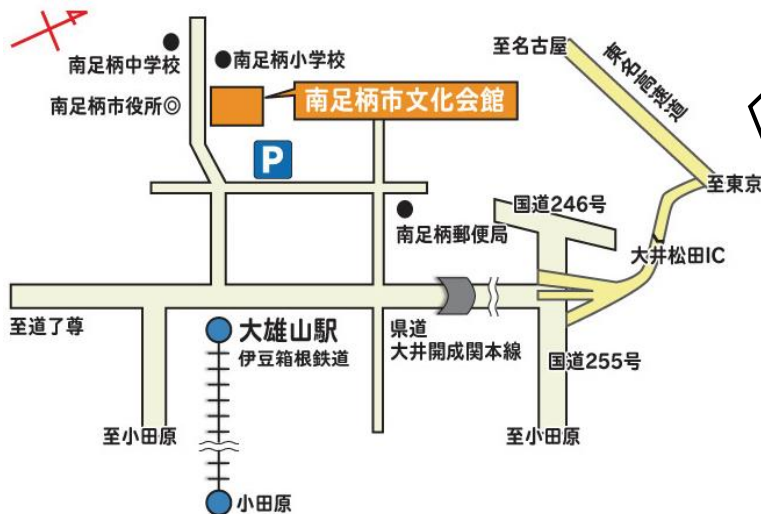 至名古屋
東名高速道
南足柄中学校
南足柄小学校
南足柄市役所
南足柄市文化会館
P
至東京
国道246号
南足柄郵便局
大井松田IC
至道了尊
大雄山駅
伊豆箱根鉄道
県道
大井開成関本線
国道255号
至小田原
至小田原
小田原